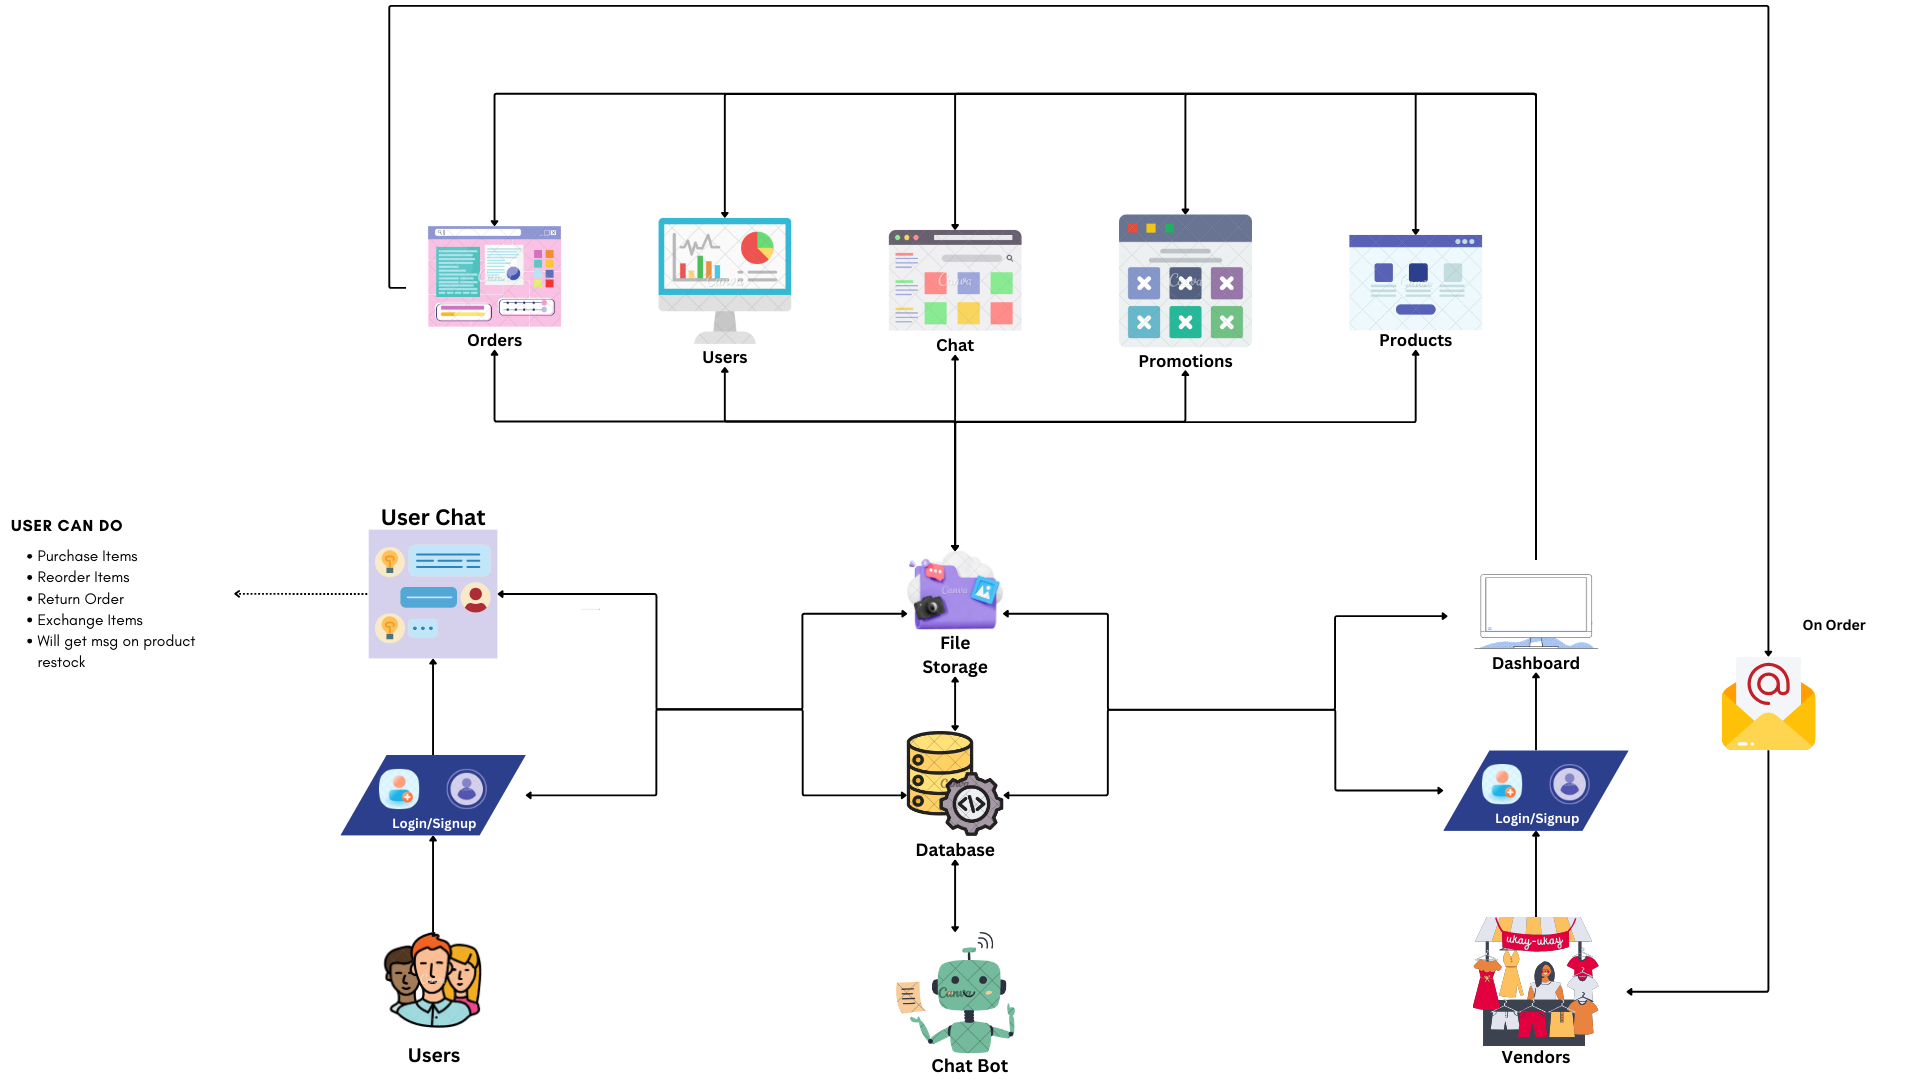 Orders
Users
Chat
Promotions
Products
User Chat
USER CAN DO
Purchase Items
Reorder Items
Return Order
Exchange Items
Will get msg on product
restock
File
Storage
Dashboard
On Order
Login/Signup
Database
Login/Signup
ukay-ukay
Canva
Users
Chat Bot
Vendors